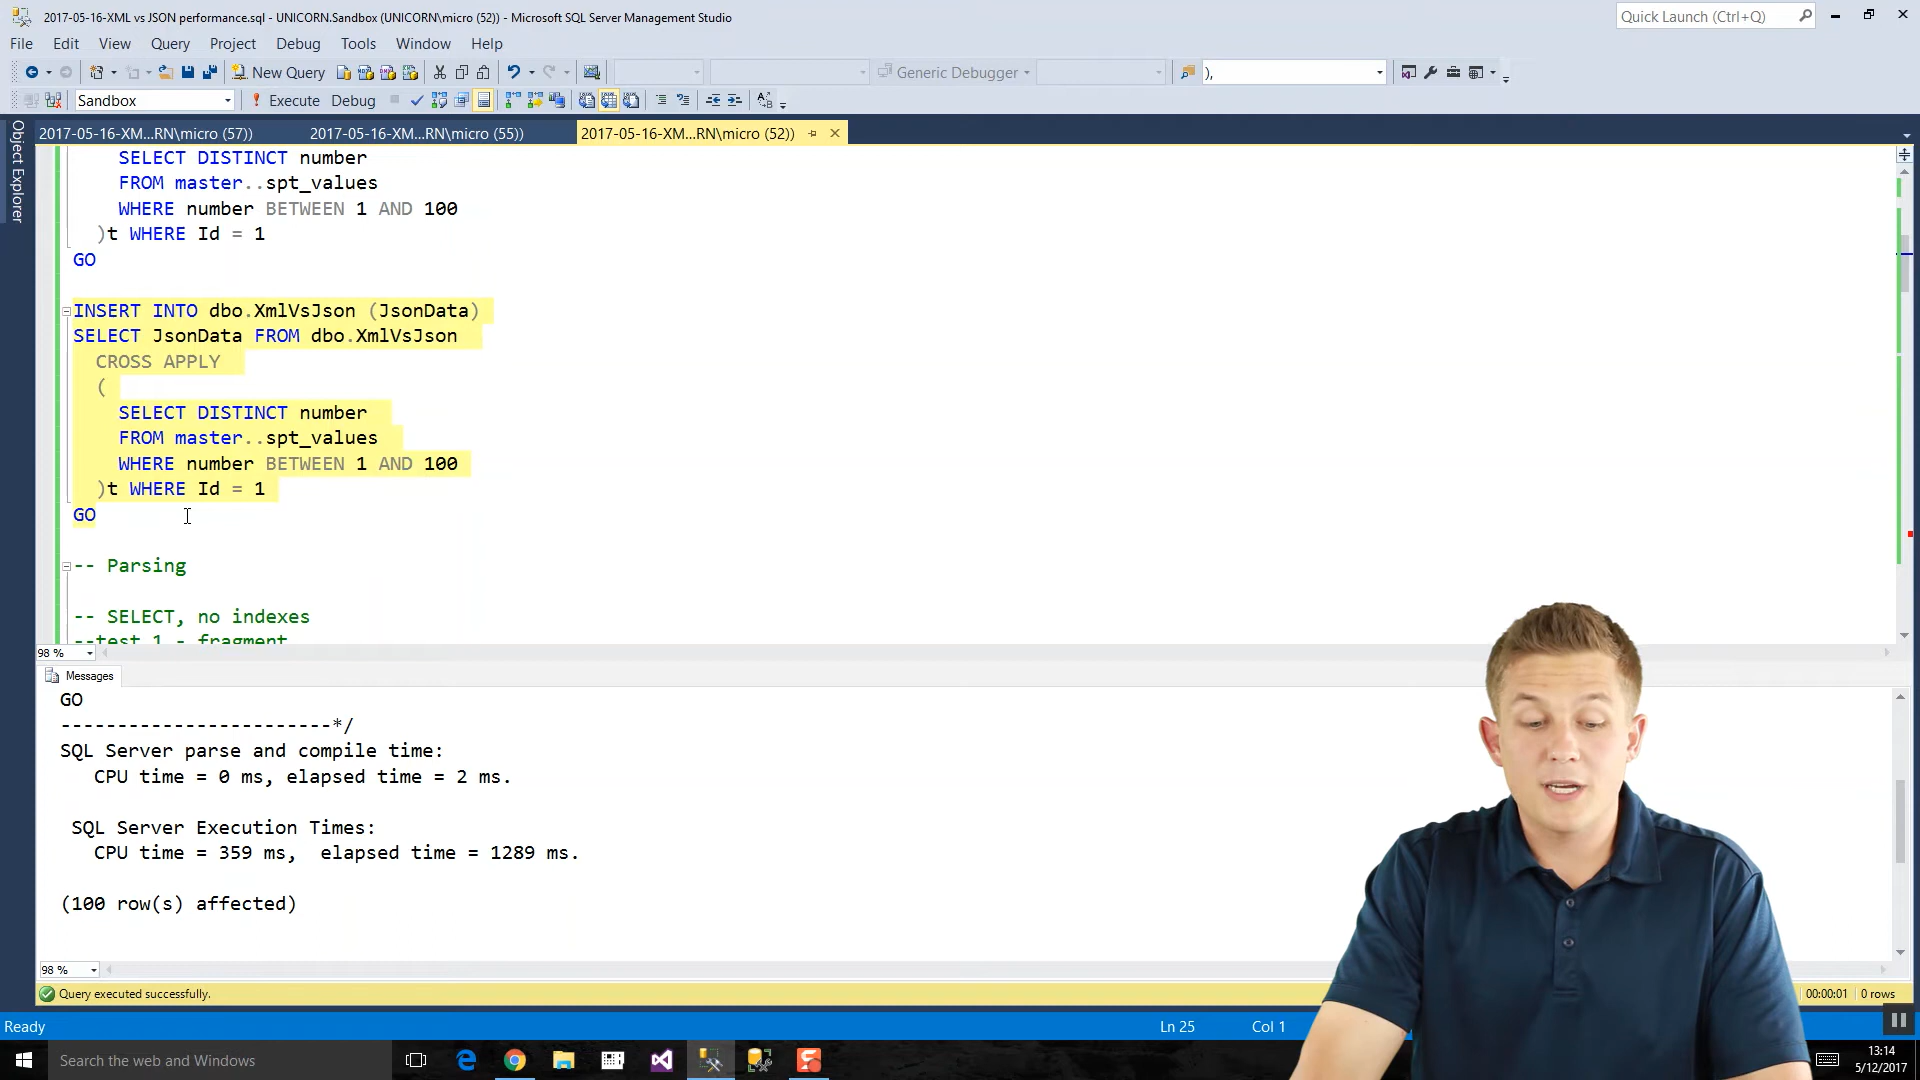 2017-05-16-XML vs JSON performance.sql - UNICORN.Sandbox (UNICORN\micro (52)) - Microsoft SQL Server Management Studio
Quick Launch (Ctrl+Q)
File Edit View Query Project Debug Tools Window Help
New Query
Generic Debugger
),
Sandbox
Execute Debug
2017-05-16-XM...RN\micro (57))
2017-05-16-XM...RN\micro (55))
2017-05-16-XM...RN\micro (52))
Object Explorer
SELECT DISTINCT number
FROM master..spt_values
WHERE number BETWEEN 1 AND 100
)t WHERE Id = 1
GO
INSERT INTO dbo.XmlVsJson (JsonData)
SELECT JsonData FROM dbo.XmlVsJson
CROSS APPLY
(
SELECT DISTINCT number
FROM master..spt_values
WHERE number BETWEEN 1 AND 100
)t WHERE Id = 1
GO
-- Parsing
-- SELECT, no indexes
--test 1 - fragment
98 %
Messages
GO
------------------------*/
SQL Server parse and compile time:
CPU time = 0 ms, elapsed time = 2 ms.
SQL Server Execution Times:
CPU time = 359 ms,  elapsed time = 1289 ms.
(100 row(s) affected)
98 %
Query executed successfully.
00:00:01
0 rows
Ready
Ln 25
Col 1
Search the web and Windows
13:14
5/12/2017